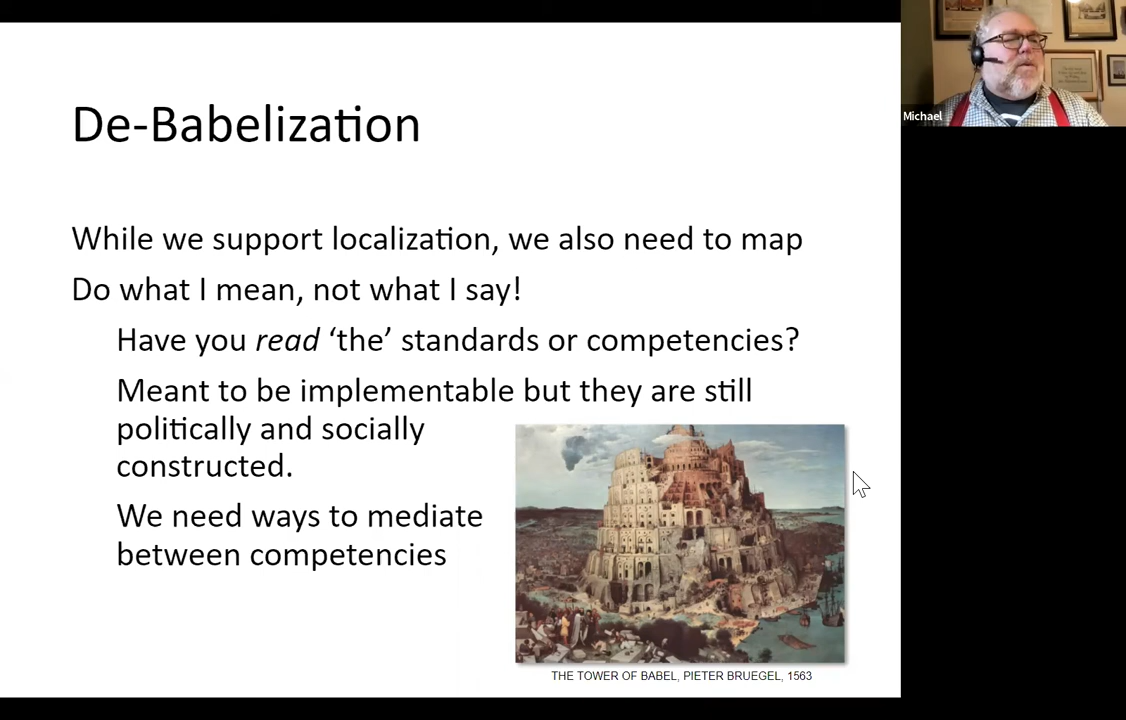 De-Babelization
While we support localization, we also need to map
Do what I mean, not what I say!
Have you read ‘the’ standards or competencies?
Meant to be implementable but they are still
politically and socially
constructed.
We need ways to mediate
between competencies
THE TOWER OF BABEL, PIETER BRUEGEL, 1563
Michael